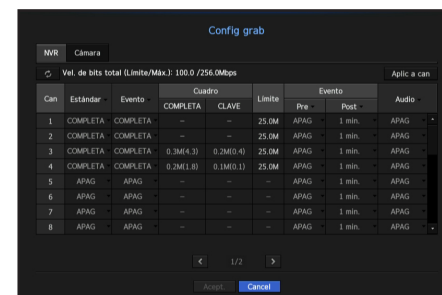 Config grab
NVR Cámara
Vel. de bits total (Límite/Máx.): 100.0 /256.0Mbps Aplic a can
Can Estándar Evento Cuadro Límite Evento Audio
COMPLETA CLAVE Pre Post
1 COMPLETA COMPLETA – – 25.0M APAG 1 min. APAG
2 COMPLETA COMPLETA – – 25.0M APAG 1 min. APAG
3 COMPLETA COMPLETA 0.3M(4.3) 0.2M(0.4) 25.0M APAG 1 min. APAG
4 COMPLETA COMPLETA 0.2M(1.8) 0.1M(0.1) 25.0M APAG 1 min. APAG
5 APAG APAG – – – APAG 1 min. APAG
6 APAG APAG – – – APAG 1 min. APAG
7 APAG APAG – – – APAG 1 min. APAG
8 APAG APAG – – – APAG 1 min. APAG
< 1/2 >
Acept. Cancel